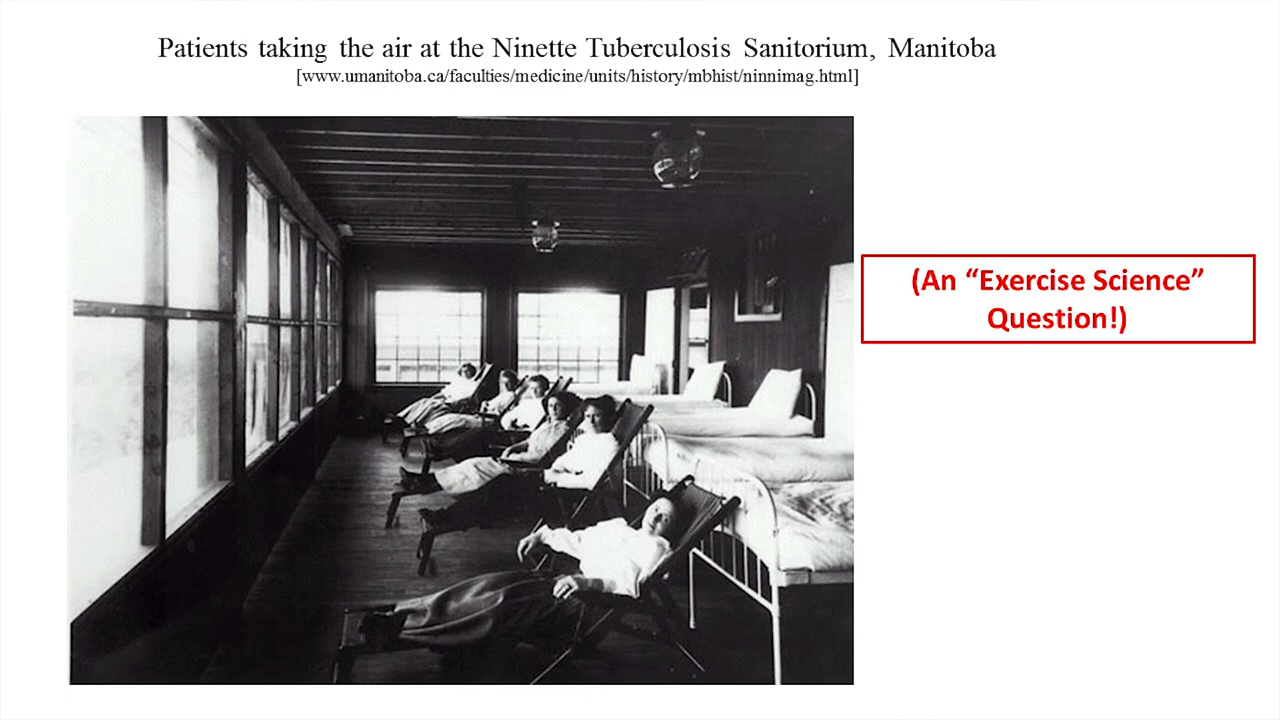 Patients taking the air at the Ninette Tuberculosis Sanitorium, Manitoba
[www.umanitoba.ca/faculties/medicine/units/history/mbhist/ninnimag.html]
(An “Exercise Science”
Question!)